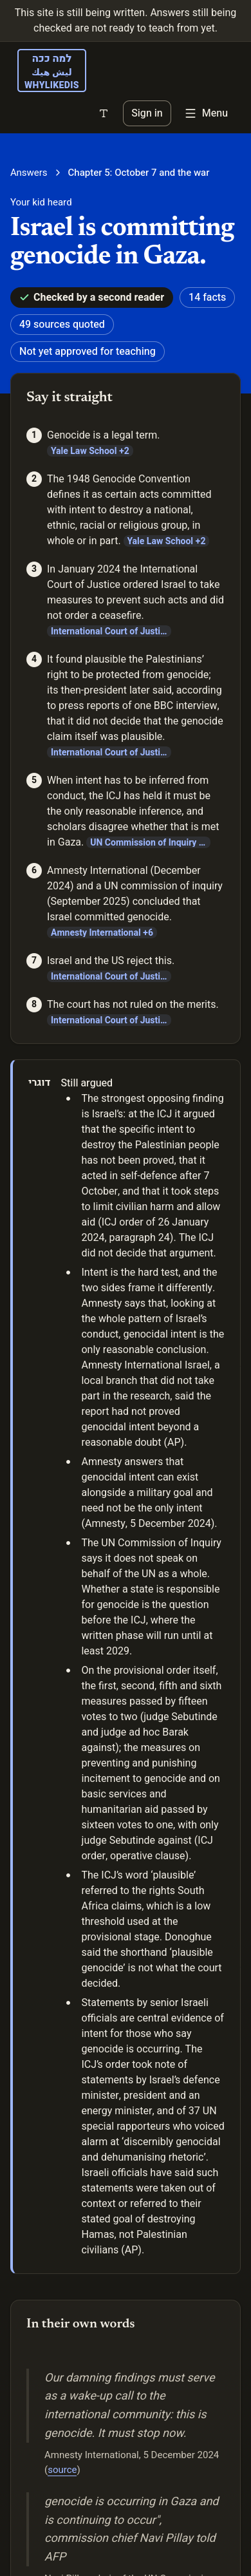 This site is still being written. Answers still being
checked are not ready to teach from yet.
למה ככה
ليش هيك
WHYLIKEDIS
T
Sign in
Menu
Answers
Chapter 5: October 7 and the war
Your kid heard
Israel is committing
genocide in Gaza.
Checked by a second reader
14 facts
49 sources quoted
Not yet approved for teaching
Say it straight
1 Genocide is a legal term.
Yale Law School +2
2 The 1948 Genocide Convention
defines it as certain acts committed
with intent to destroy a national,
ethnic, racial or religious group, in
whole or in part. Yale Law School +2
3 In January 2024 the International
Court of Justice ordered Israel to take
measures to prevent such acts and did
not order a ceasefire.
International Court of Justi…
4 It found plausible the Palestinians’
right to be protected from genocide;
its then-president later said, according
to press reports of one BBC interview,
that it did not decide that the genocide
claim itself was plausible.
International Court of Justi…
5 When intent has to be inferred from
conduct, the ICJ has held it must be
the only reasonable inference, and
scholars disagree whether that is met
in Gaza. UN Commission of Inquiry …
6 Amnesty International (December
2024) and a UN commission of inquiry
(September 2025) concluded that
Israel committed genocide.
Amnesty International +6
7 Israel and the US reject this.
International Court of Justi…
8 The court has not ruled on the merits.
International Court of Justi…
דוגרי Still argued
The strongest opposing finding
is Israel’s: at the ICJ it argued
that the specific intent to
destroy the Palestinian people
has not been proved, that it
acted in self-defence after 7
October, and that it took steps
to limit civilian harm and allow
aid (ICJ order of 26 January
2024, paragraph 24). The ICJ
did not decide that argument.
Intent is the hard test, and the
two sides frame it differently.
Amnesty says that, looking at
the whole pattern of Israel’s
conduct, genocidal intent is the
only reasonable conclusion.
Amnesty International Israel, a
local branch that did not take
part in the research, said the
report had not proved
genocidal intent beyond a
reasonable doubt (AP).
Amnesty answers that
genocidal intent can exist
alongside a military goal and
need not be the only intent
(Amnesty, 5 December 2024).
The UN Commission of Inquiry
says it does not speak on
behalf of the UN as a whole.
Whether a state is responsible
for genocide is the question
before the ICJ, where the
written phase will run until at
least 2029.
On the provisional order itself,
the first, second, fifth and sixth
measures passed by fifteen
votes to two (judge Sebutinde
and judge ad hoc Barak
against); the measures on
preventing and punishing
incitement to genocide and on
basic services and
humanitarian aid passed by
sixteen votes to one, with only
judge Sebutinde against (ICJ
order, operative clause).
The ICJ’s word ‘plausible’
referred to the rights South
Africa claims, which is a low
threshold used at the
provisional stage. Donoghue
said the shorthand ‘plausible
genocide’ is not what the court
decided.
Statements by senior Israeli
officials are central evidence of
intent for those who say
genocide is occurring. The
ICJ’s order took note of
statements by Israel’s defence
minister, president and an
energy minister, and of 37 UN
special rapporteurs who voiced
alarm at ‘discernibly genocidal
and dehumanising rhetoric’.
Israeli officials have said such
statements were taken out of
context or referred to their
stated goal of destroying
Hamas, not Palestinian
civilians (AP).
In their own words
Our damning findings must serve
as a wake-up call to the
international community: this is
genocide. It must stop now.
Amnesty International, 5 December 2024
(source)
genocide is occurring in Gaza and
is continuing to occur",
commission chief Navi Pillay told
AFP